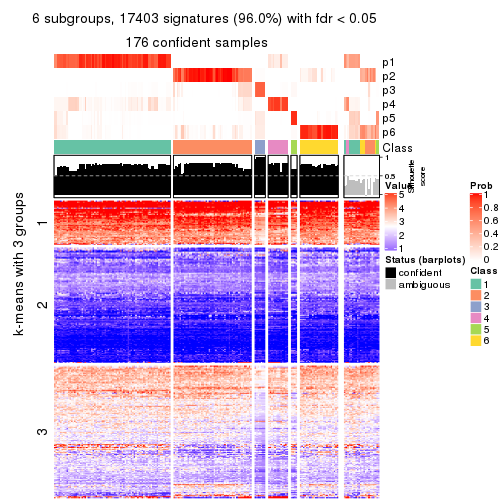 6 subgroups, 17403 signatures (96.0%) with fdr < 0.05
176 confident samples
p1
p2
p3
p4
p5
p6
Class
1
0.5
0
Silhouette
score
k-means with 3 groups
1
2
3
Value
5
4
3
2
1
Status (barplots)
confident
ambiguous
Prob
1
0.8
0.6
0.4
0.2
0
Class
1
2
3
4
5
6